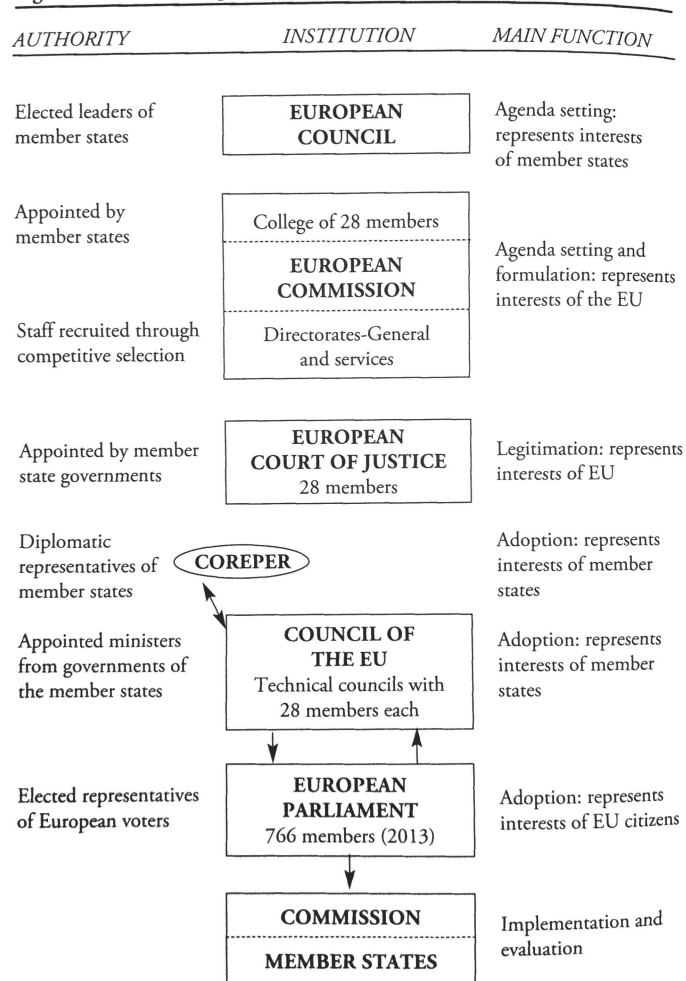 AUTHORITY INSTITUTION MAIN FUNCTION
Elected leaders of
member states
EUROPEAN
COUNCIL
Agenda setting:
represents interests
of member states
Appointed by
member states
Staff recruited through
competitive selection
College of 28 members
EUROPEAN
COMMISSION
Directorates-General
and services
Agenda setting and
formulation: represents
interests of the EU
Appointed by member
state governments
EUROPEAN
COURT OF JUSTICE
28 members
Legitimation: represents
interests of EU
Diplomatic
representatives of
member states
COREPER
Adoption: represents
interests of member
states
Appointed ministers
from governments of
the member states
COUNCIL OF
THE EU
Technical councils with
28 members each
Adoption: represents
interests of member
states
Elected representatives
of European voters
EUROPEAN
PARLIAMENT
766 members (2013)
Adoption: represents
interests of EU citizens
COMMISSION
MEMBER STATES
Implementation and
evaluation